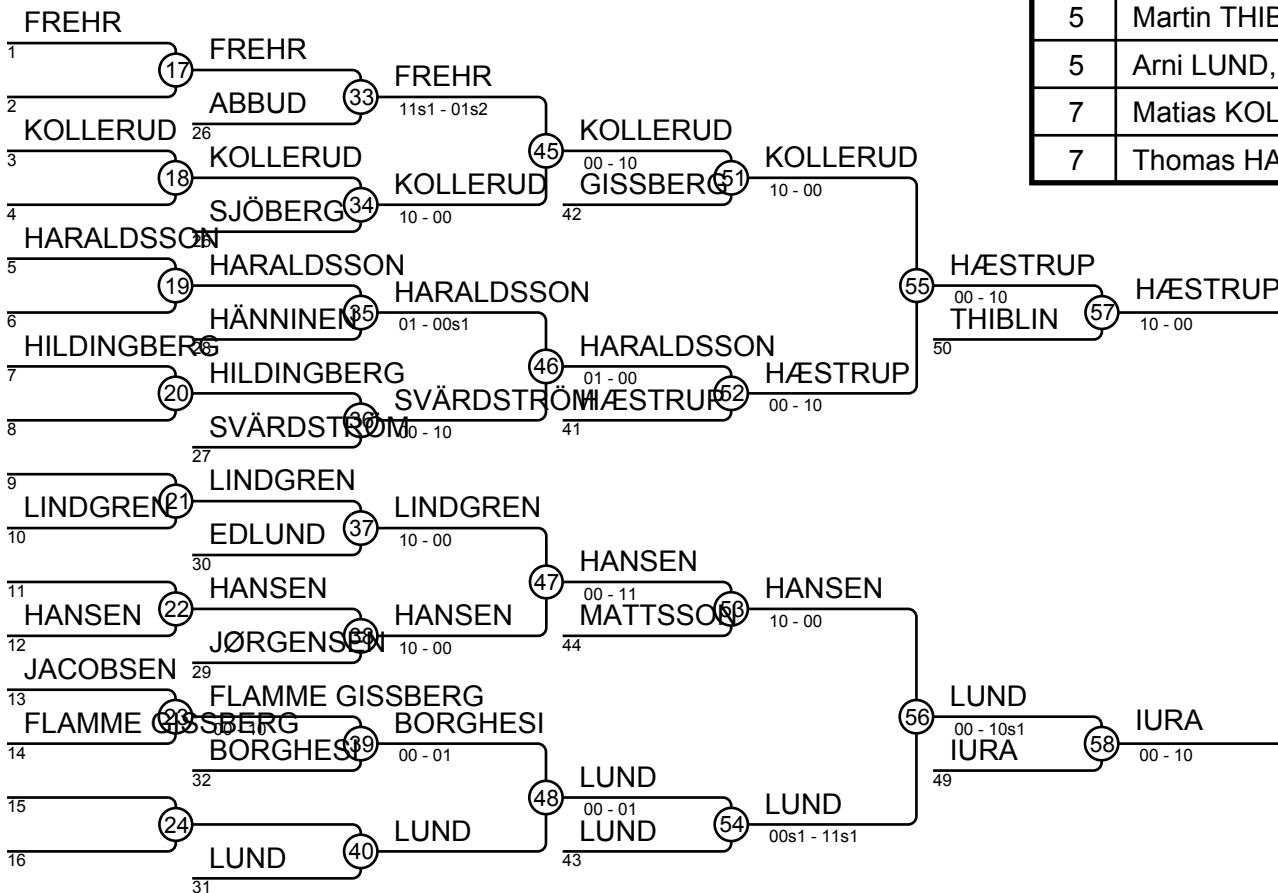 FREHR
1
17
FREHR
2
33
FREHR
11s1 - 01s2
ABBUD
26
KOLLERUD
3
18
KOLLERUD
4
34
KOLLERUD
10 - 00
SJÖBERG
25
45
KOLLERUD
00 - 10
GISSBERG
42
51
KOLLERUD
10 - 00
HARALDSSON
5
19
HARALDSSON
6
35
HARALDSSON
01 - 00s1
HÄNNINEN
28
HILDINGBERG
7
20
HILDINGBERG
8
36
SVÄRDSTRÖM
00 - 10
SVÄRDSTRÖM
27
46
HARALDSSON
01 - 00
HÆSTRUP
41
52
HÆSTRUP
00 - 10
55
HÆSTRUP
00 - 10
THIBLIN
50
57
HÆSTRUP
10 - 00
9
21
LINDGREN
LINDGREN
10
37
LINDGREN
10 - 00
EDLUND
30
11
22
HANSEN
HANSEN
12
38
HANSEN
10 - 00
JØRGENSEN
29
47
HANSEN
00 - 11
MATTSSON
44
53
HANSEN
10 - 00
JACOBSEN
13
23
FLAMME GISSBERG
00 - 10
FLAMME GISSBERG
14
39
BORGHESI
00 - 01
BORGHESI
32
15
24
16
40
LUND
LUND
31
48
LUND
00 - 01
LUND
43
54
LUND
00s1 - 11s1
56
LUND
00 - 10s1
IURA
49
58
IURA
00 - 10
5 Martin THIB
5 Arni LUND,
7 Matias KOL
7 Thomas HA